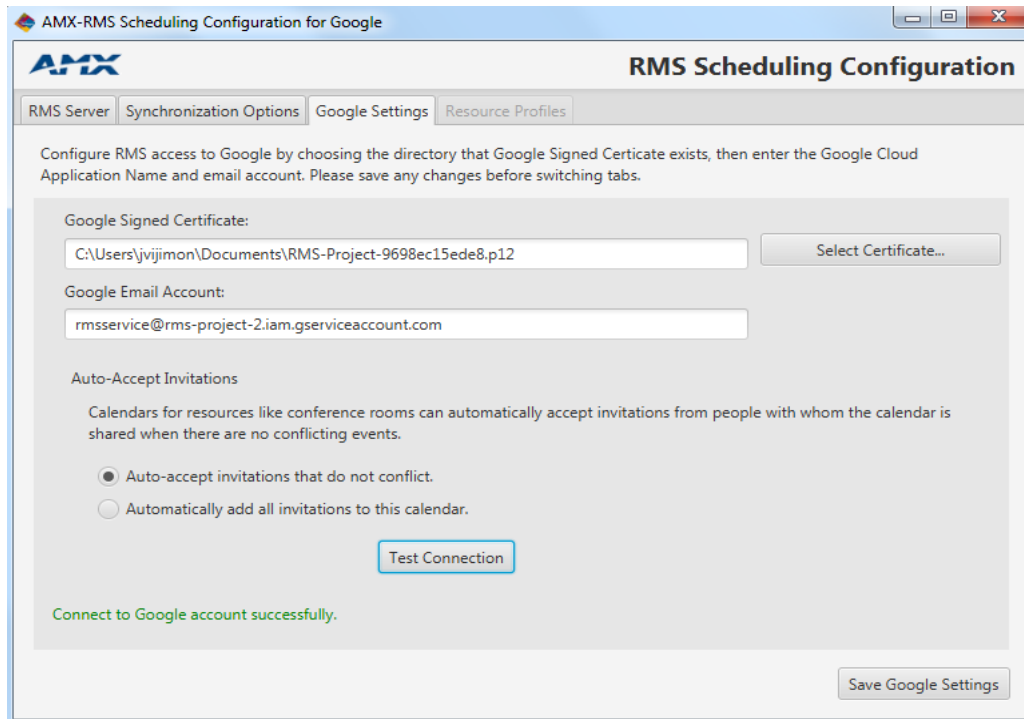 AMX-RMS Scheduling Configuration for Google
AMX
RMS Scheduling Configuration
RMS Server
Synchronization Options
Google Settings
Resource Profiles
Configure RMS access to Google by choosing the directory that Google Signed Certicate exists, then enter the Google Cloud
Application Name and email account. Please save any changes before switching tabs.
Google Signed Certificate:
C:\Users\jvijimon\Documents\RMS-Project-9698ec15ede8.p12
Select Certificate...
Google Email Account:
rmsservice@rms-project-2.iam.gserviceaccount.com
Auto-Accept Invitations
Calendars for resources like conference rooms can automatically accept invitations from people with whom the calendar is
shared when there are no conflicting events.
Auto-accept invitations that do not conflict.
Automatically add all invitations to this calendar.
Test Connection
Connect to Google account successfully.
Save Google Settings